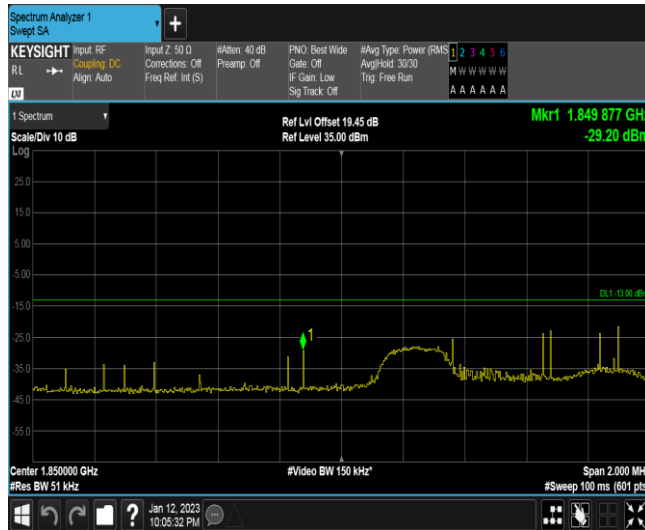 Spectrum Analyzer 1
Swept SA
+
KEYSIGHT
RL
LXI
Input: RF
Coupling: DC
Align: Auto
Input Z: 50 Ω
Corrections: Off
Freq Ref: Int (S)
#Atten: 40 dB
Preamp: Off
PNO: Best Wide
Gate: Off
IF Gain: Low
Sig Track: Off
#Avg Type: Power (RMS
Avg|Hold: 30/30
Trig: Free Run
1 2 3 4 5 6
M W W W W W
A A A A A A
1 Spectrum
Scale/Div 10 dB
Log
Ref Lvl Offset 19.45 dB
Ref Level 35.00 dBm
Mkr1 1.849 877 GHz
-29.20 dBm
25.0
15.0
5.00
-5.00
DL1 -13.00 dBm
-15.0
1
-25.0
-35.0
-45.0
-55.0
Center 1.850000 GHz
#Video BW 150 kHz*
Span 2.000 MH
#Res BW 51 kHz
#Sweep 100 ms (601 pts
?
Jan 12, 2023
10:05:32 PM